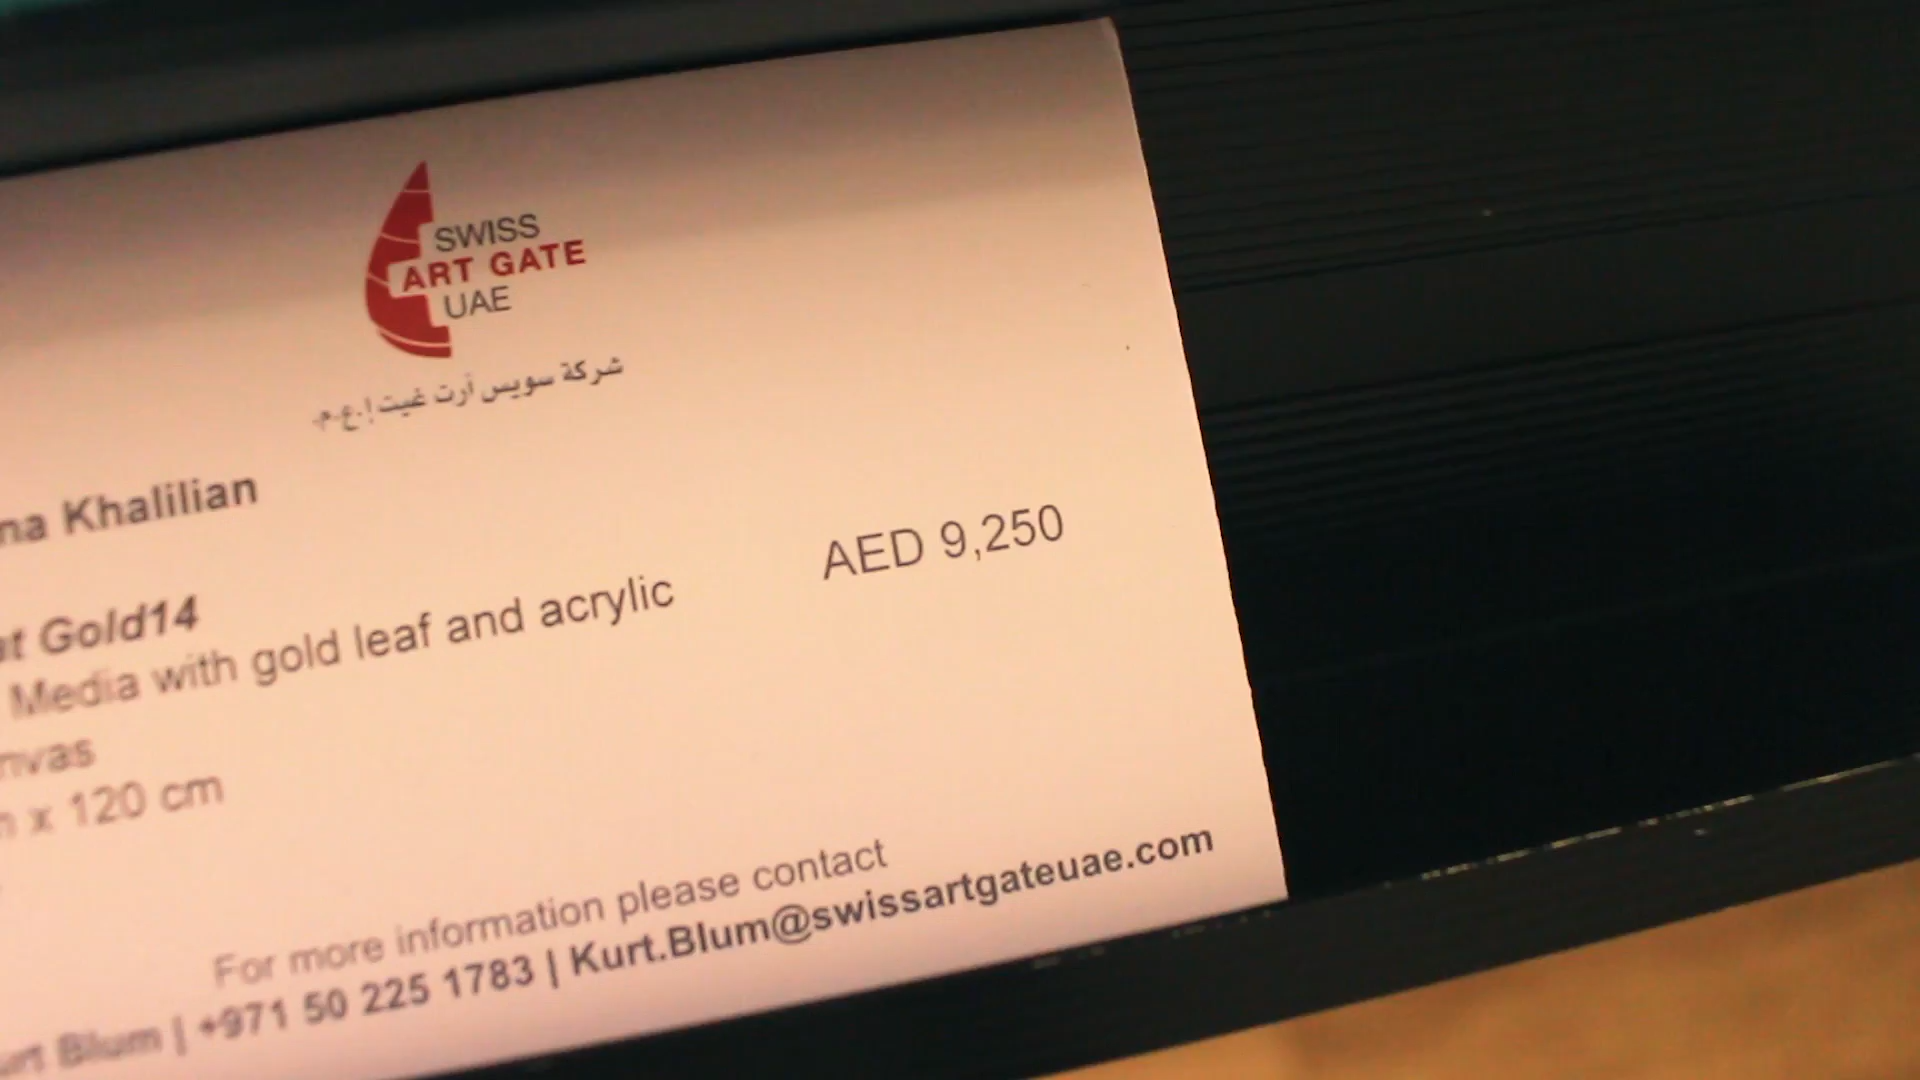 SWISS
ART GATE
UAE
شركة سويس آرت غيت إ.ع.م.
Khalilian
AED 9,250
Gold14
Media with gold leaf and acrylic
x 120 cm
For more information please contact
Blum | +971 50 225 1783 | Kurt.Blum@swissartgateuae.com